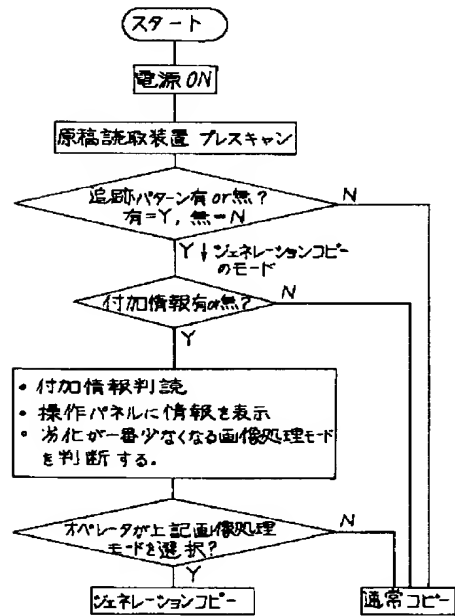 スタート
電源ON
原稿読取装置 プレスキャン
追跡パターン有or無?
有=Y, 無=N
N
Y ↓ジェネレーションコピー
のモード
付加情報有or無?
N
Y
・付加情報判読
・操作パネルに情報を表示
・劣化が一番少なくなる画像処理モード
を判断する。
オペレータが上記画像処理
モードを選択?
N
Y
ジェネレーションコピー
通常コピー